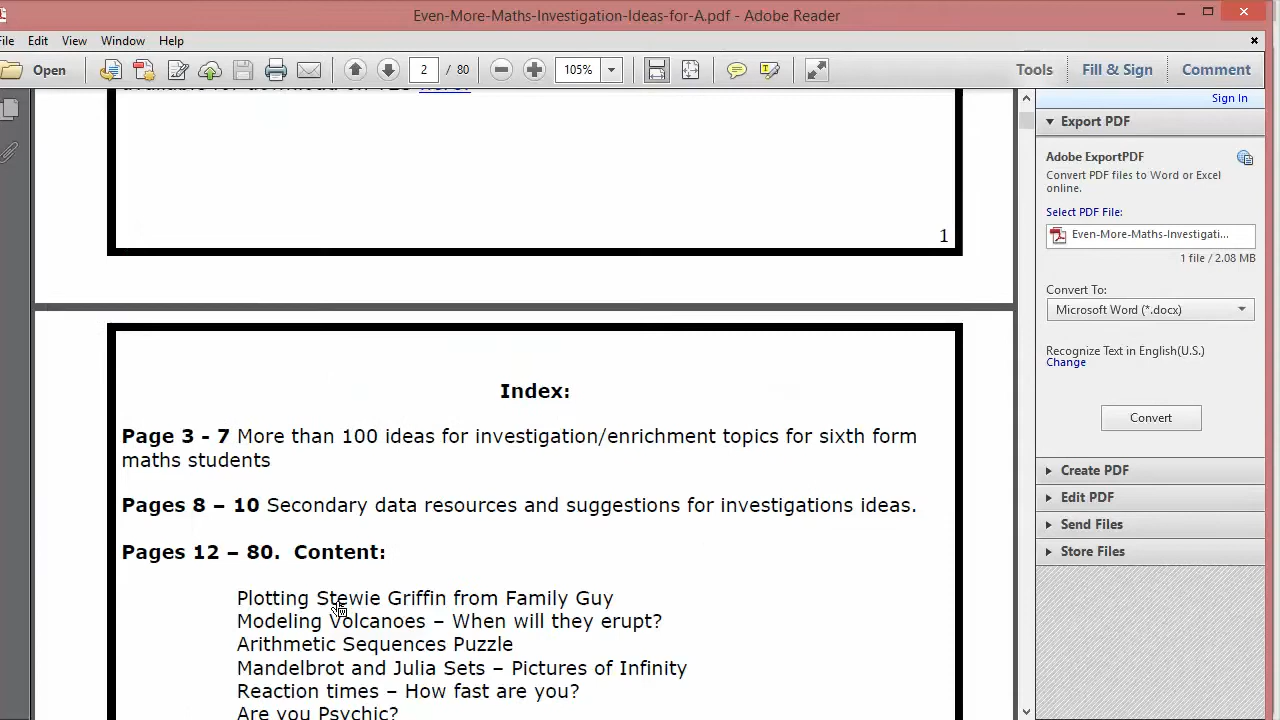 Even-More-Maths-Investigation-Ideas-for-A.pdf - Adobe Reader
File Edit View Window Help
Open 2 / 80 105% Tools Fill & Sign Comment
available for download on TES here.
1
Index:
Page 3 - 7 More than 100 ideas for investigation/enrichment topics for sixth form
maths students
Pages 8 – 10 Secondary data resources and suggestions for investigations ideas.
Pages 12 – 80. Content:
Plotting Stewie Griffin from Family Guy
Modeling Volcanoes – When will they erupt?
Arithmetic Sequences Puzzle
Mandelbrot and Julia Sets – Pictures of Infinity
Reaction times – How fast are you?
Are you Psychic?
Sign In
Export PDF
Adobe ExportPDF
Convert PDF files to Word or Excel
online.
Select PDF File:
Even-More-Maths-Investigati...
1 file / 2.08 MB
Convert To:
Microsoft Word (*.docx)
Recognize Text in English(U.S.)
Change
Convert
Create PDF
Edit PDF
Send Files
Store Files